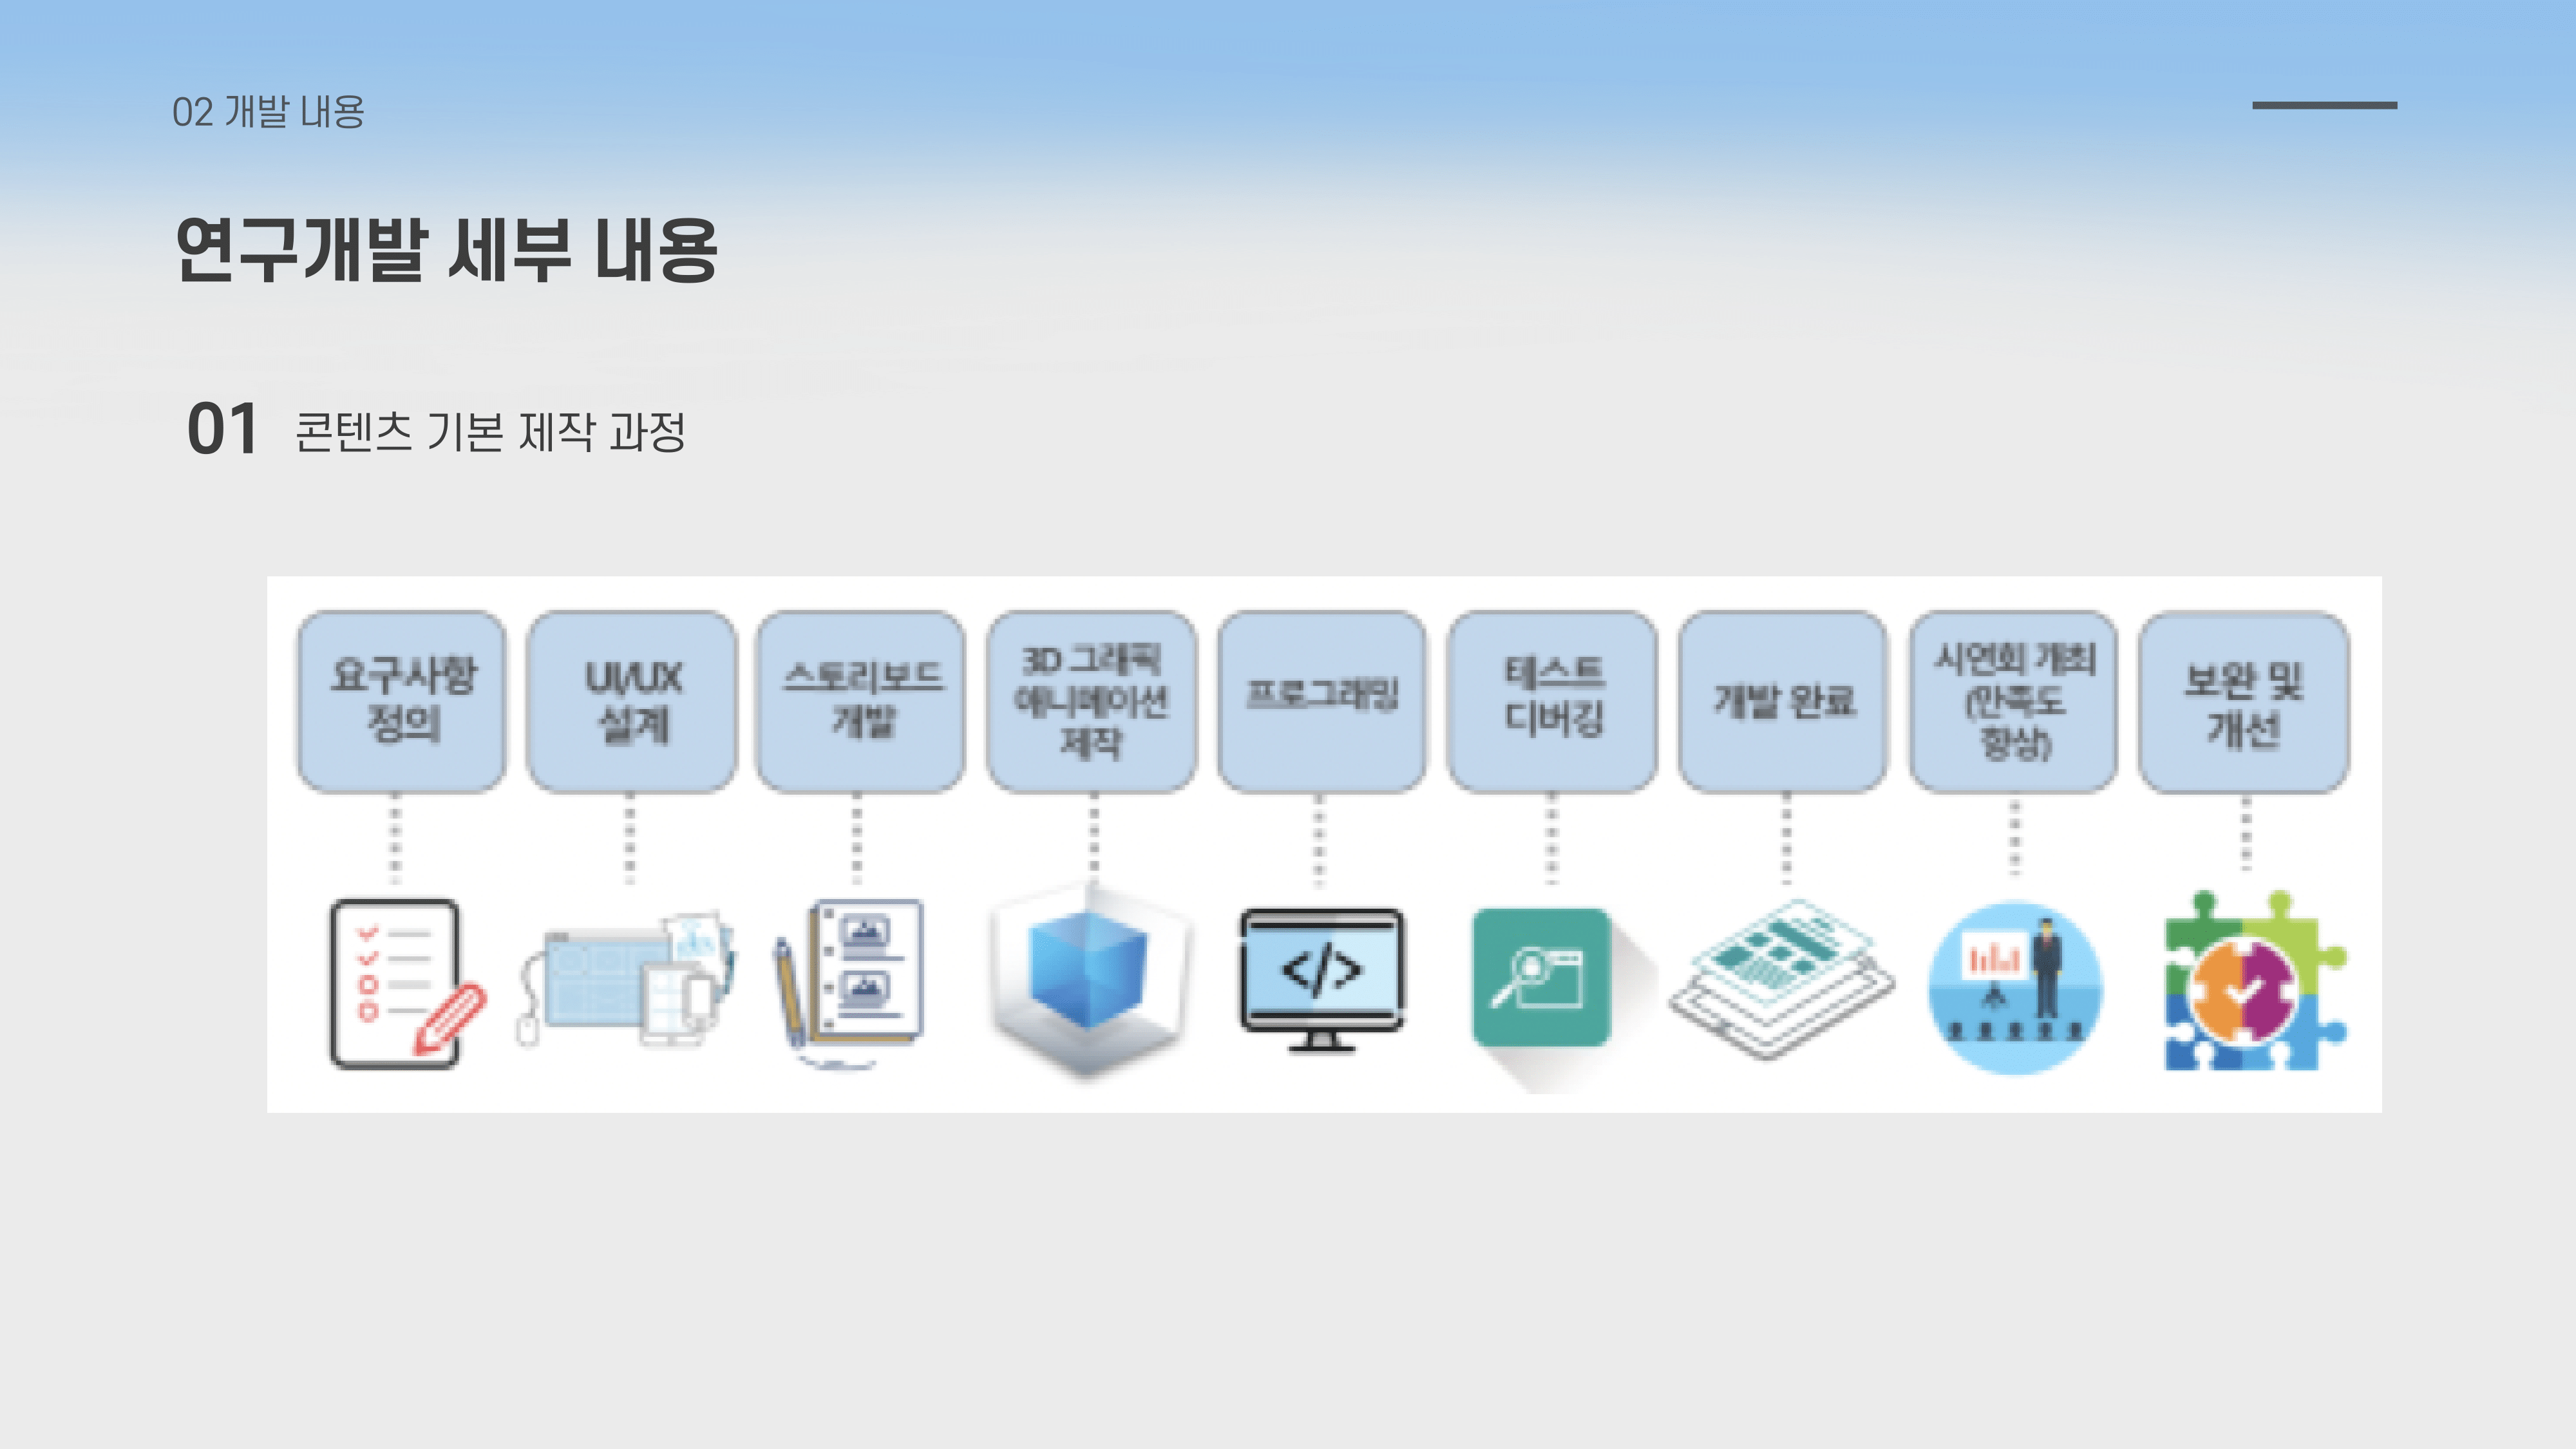 02 개발 내용
연구개발 세부 내용
01 콘텐츠 기본 제작 과정
요구사항
정의
UI/UX
설계
스토리보드
개발
3D 그래픽
애니메이션
제작
프로그래밍
테스트
디버깅
개발 완료
시연회 개최
(만족도
향상)
보완 및
개선